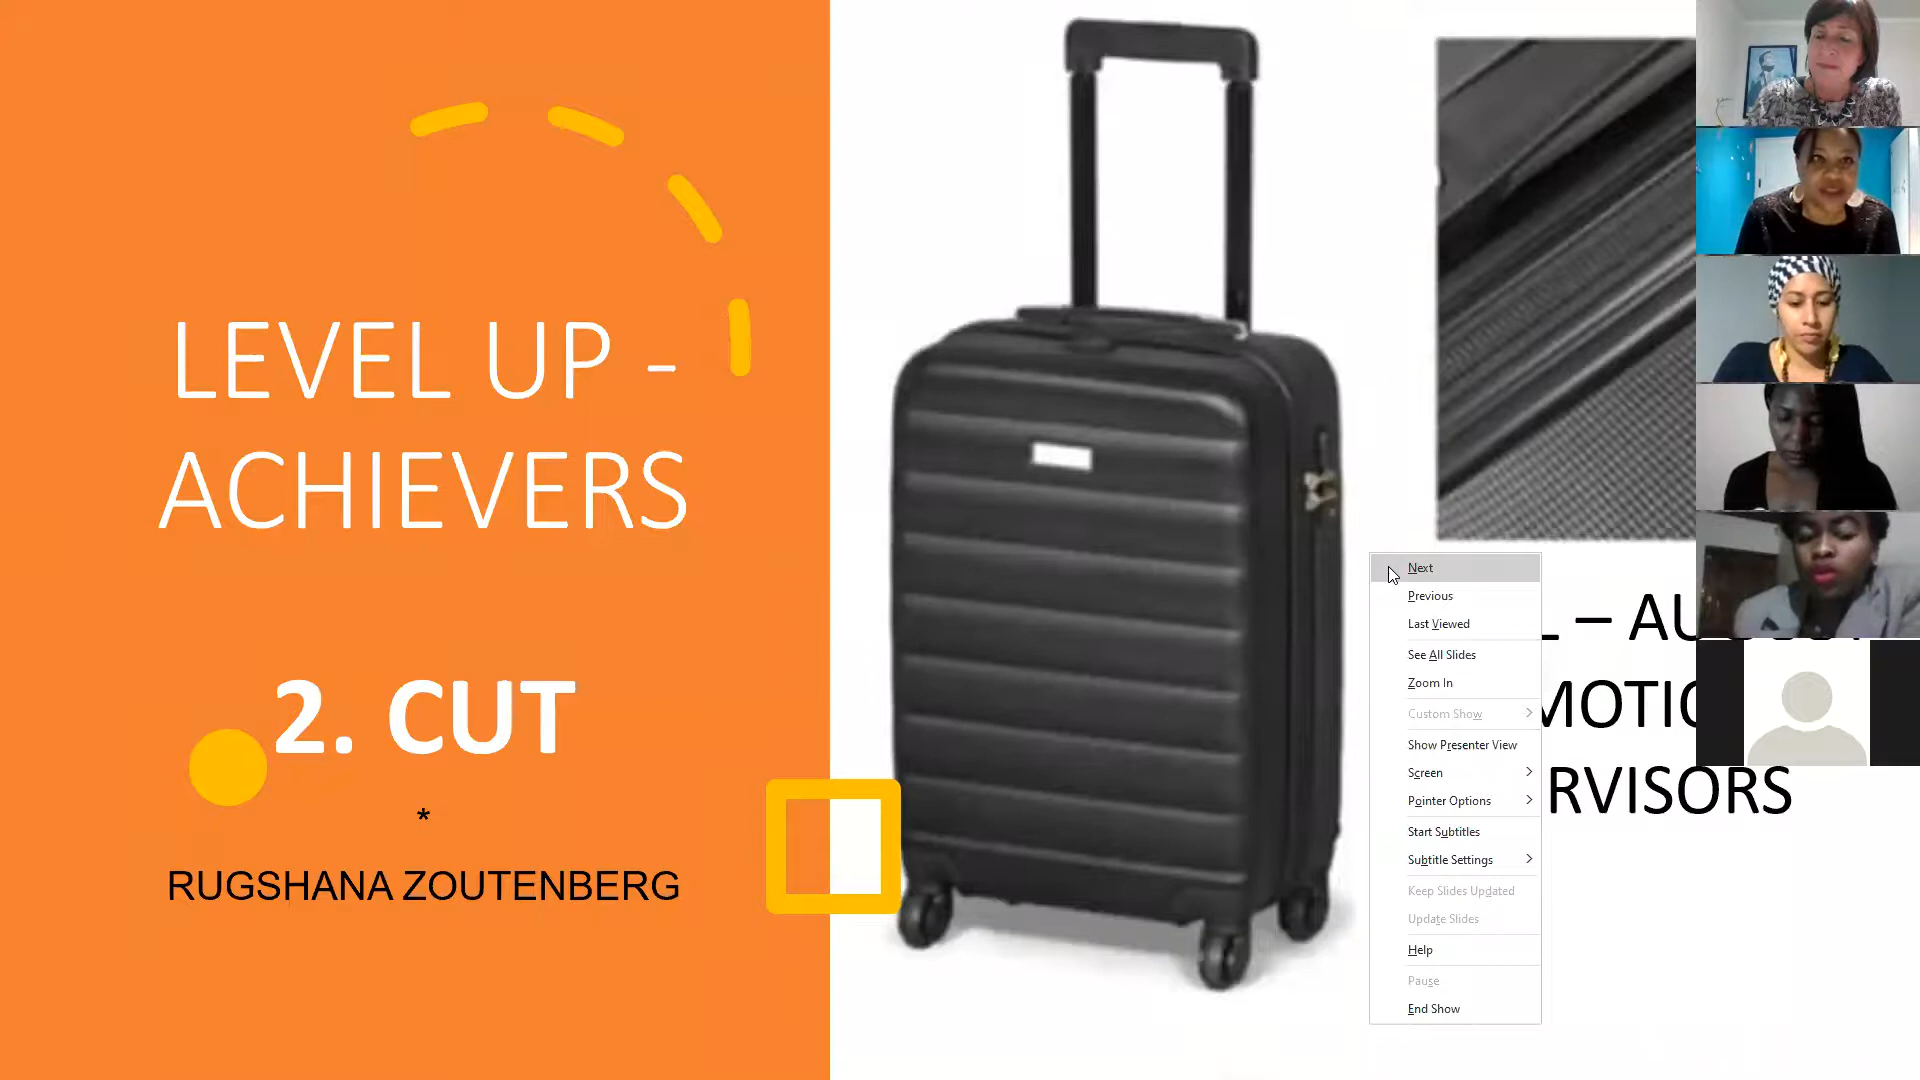 LEVEL UP -
ACHIEVERS
2. CUT
*
RUGSHANA ZOUTENBERG
Next
Previous
Last Viewed
See All Slides
Zoom In
Custom Show
Show Presenter View
Screen
Pointer Options
Start Subtitles
Subtitle Settings
Keep Slides Updated
Update Slides
Help
Pause
End Show